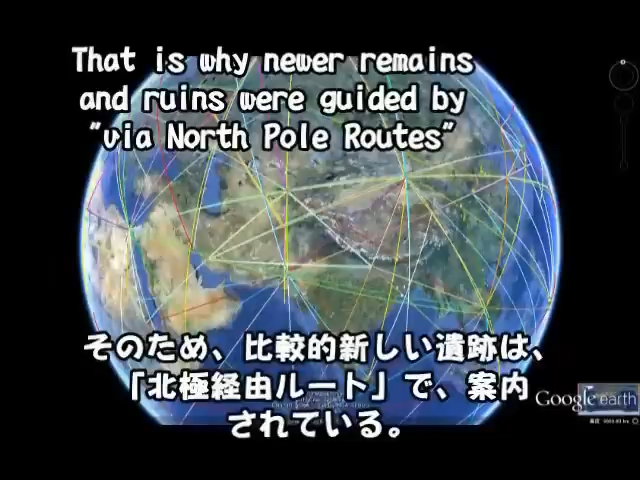 That is why newer remains
and ruins were guided by
"via North Pole Routes"
そのため、比較的新しい遺跡は、
「北極経由ルート」で、案内
されている。
Google earth